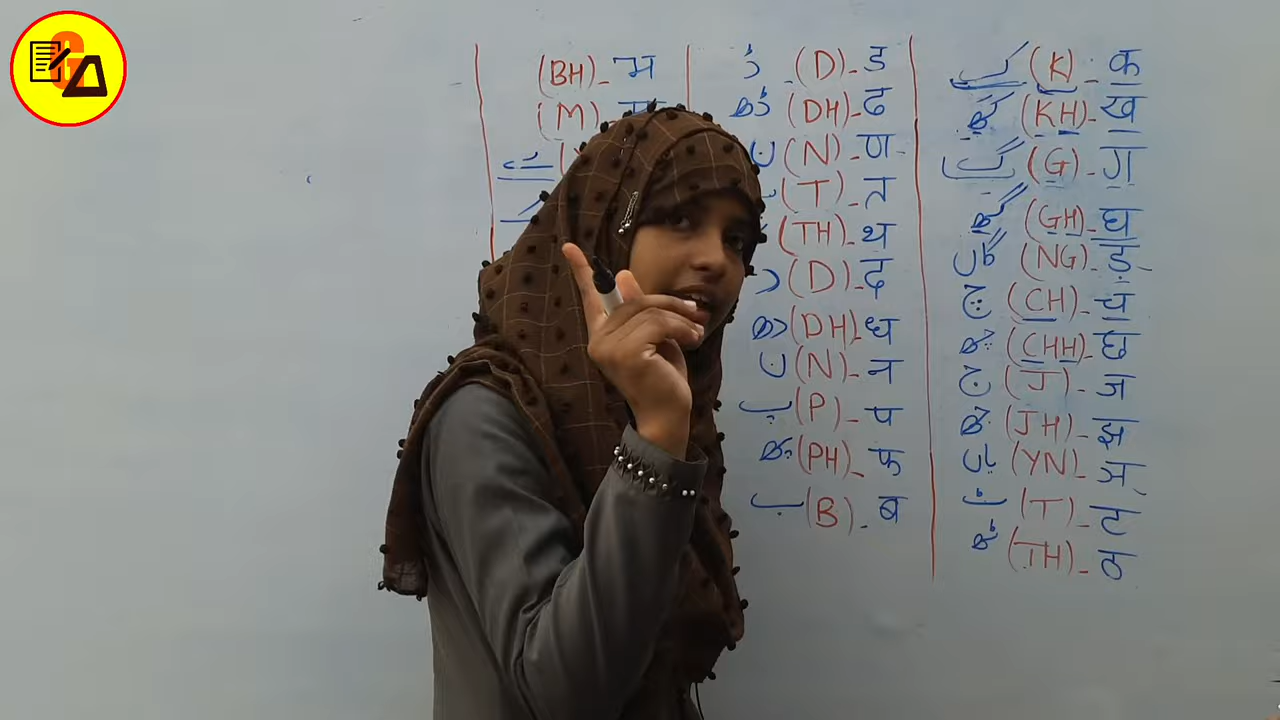 क - (K) ک
ख - (KH) کھ
ग - (G) گ
घ - (GH) گھ
ङ - (NG)
च - (CH) چ
छ - (CHH) چھ
ज - (J) ج
झ - (JH) جھ
ञ - (YN)
ट - (T) ٹ
ठ - (TH) ٹھ
ड - (D) ڈ
ढ - (DH) ڈھ
ण - (N) ن
त - (T)
थ - (TH)
द - (D) د
ध - (DH) دھ
न - (N) ن
प - (P) پ
फ - (PH) پھ
ब - (B) ب
भ - (BH)
(M)